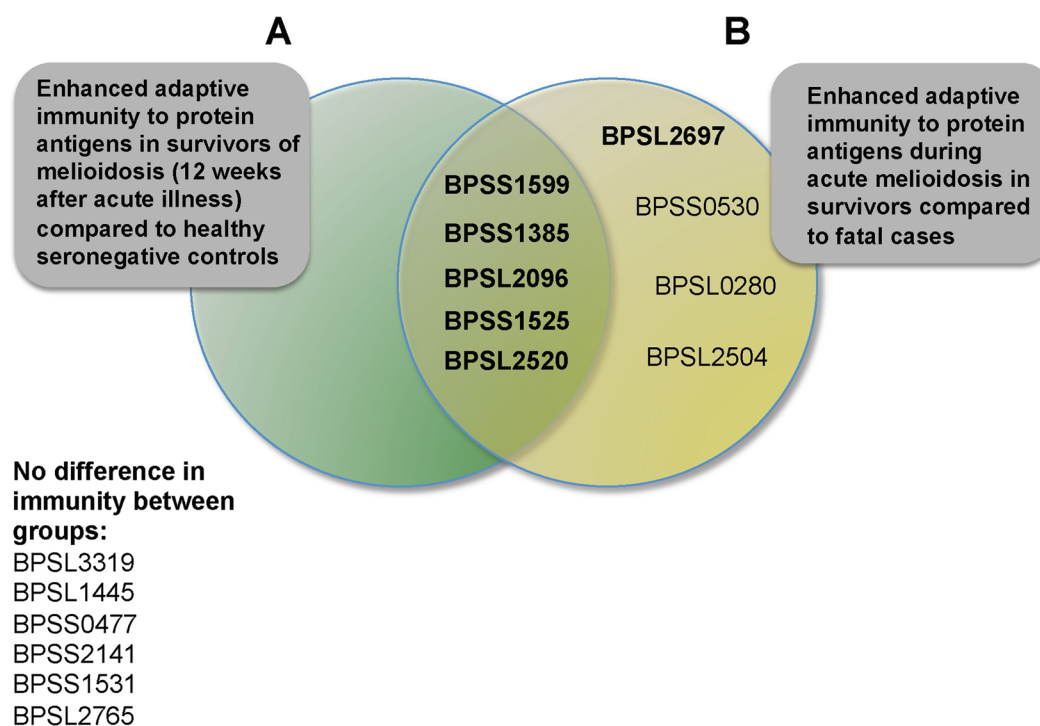 A
B
Enhanced adaptive
immunity to protein
antigens in survivors of
melioidosis (12 weeks
after acute illness)
compared to healthy
seronegative controls
BPSS1599
BPSS1385
BPSL2096
BPSS1525
BPSL2520
BPSL2697
BPSS0530
BPSL0280
BPSL2504
Enhanced adaptive
immunity to protein
antigens during
acute melioidosis in
survivors compared
to fatal cases
No difference in
immunity between
groups:
BPSL3319
BPSL1445
BPSS0477
BPSS2141
BPSS1531
BPSL2765